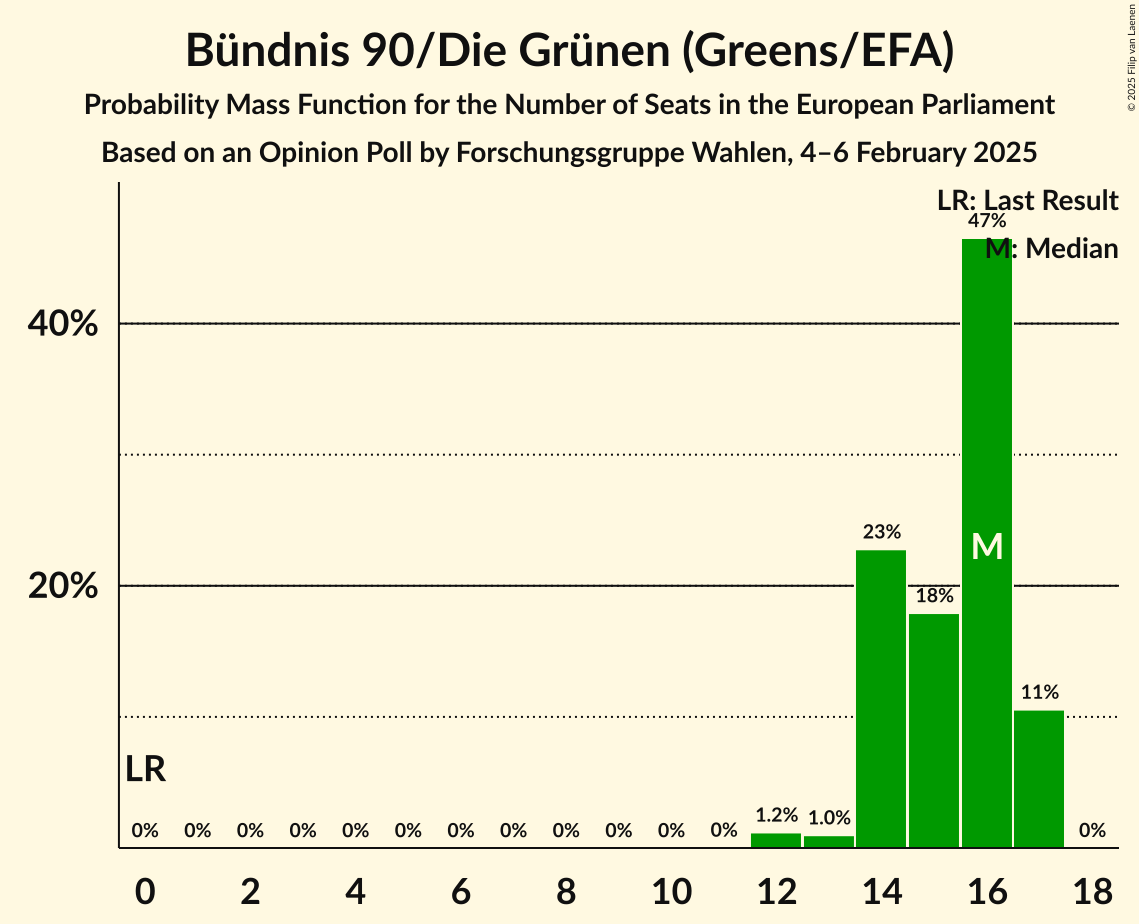 Bündnis 90/Die Grünen (Greens/EFA)
Probability Mass Function for the Number of Seats in the European Parliament
Based on an Opinion Poll by Forschungsgruppe Wahlen, 4–6 February 2025
© 2025 Filip van Laenen
LR: Last Result
M: Median
47%
40%
M
23%
20%
18%
11%
LR
0% 0% 0% 0% 0% 0% 0% 0% 0% 0% 0% 0% 1.2% 1.0% 0%
0 2 4 6 8 10 12 14 16 18